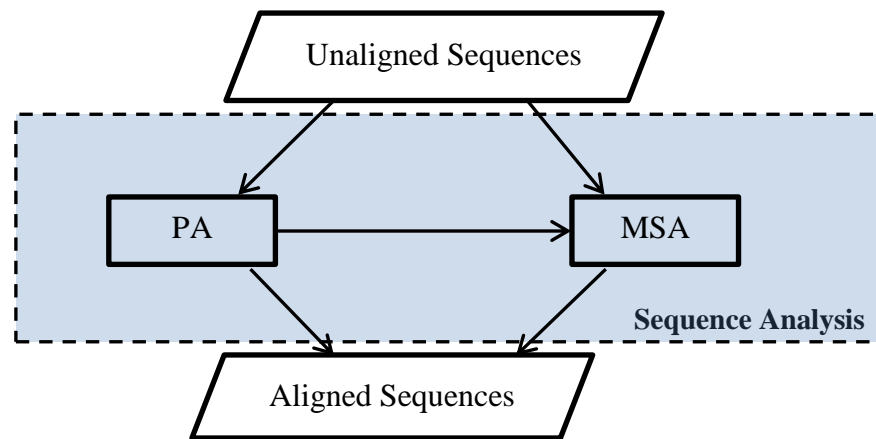 Unaligned Sequences
PA
MSA
Sequence Analysis
Aligned Sequences